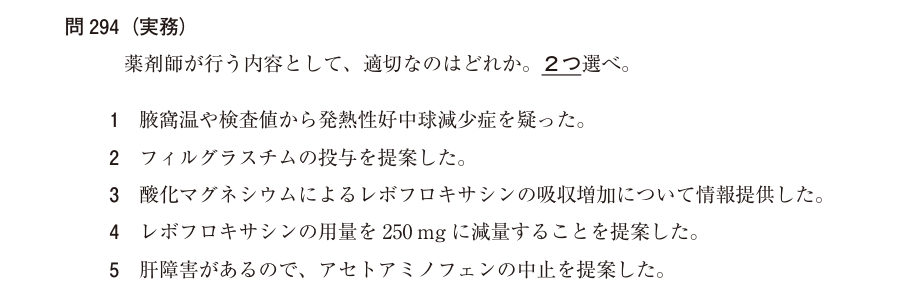 問 294（実務）
薬剤師が行う内容として、適切なのはどれか。２つ選べ。
1 腋窩温や検査値から発熱性好中球減少症を疑った。
2 フィルグラスチムの投与を提案した。
3 酸化マグネシウムによるレボフロキサシンの吸収増加について情報提供した。
4 レボフロキサシンの用量を 250 mg に減量することを提案した。
5 肝障害があるので、アセトアミノフェンの中止を提案した。